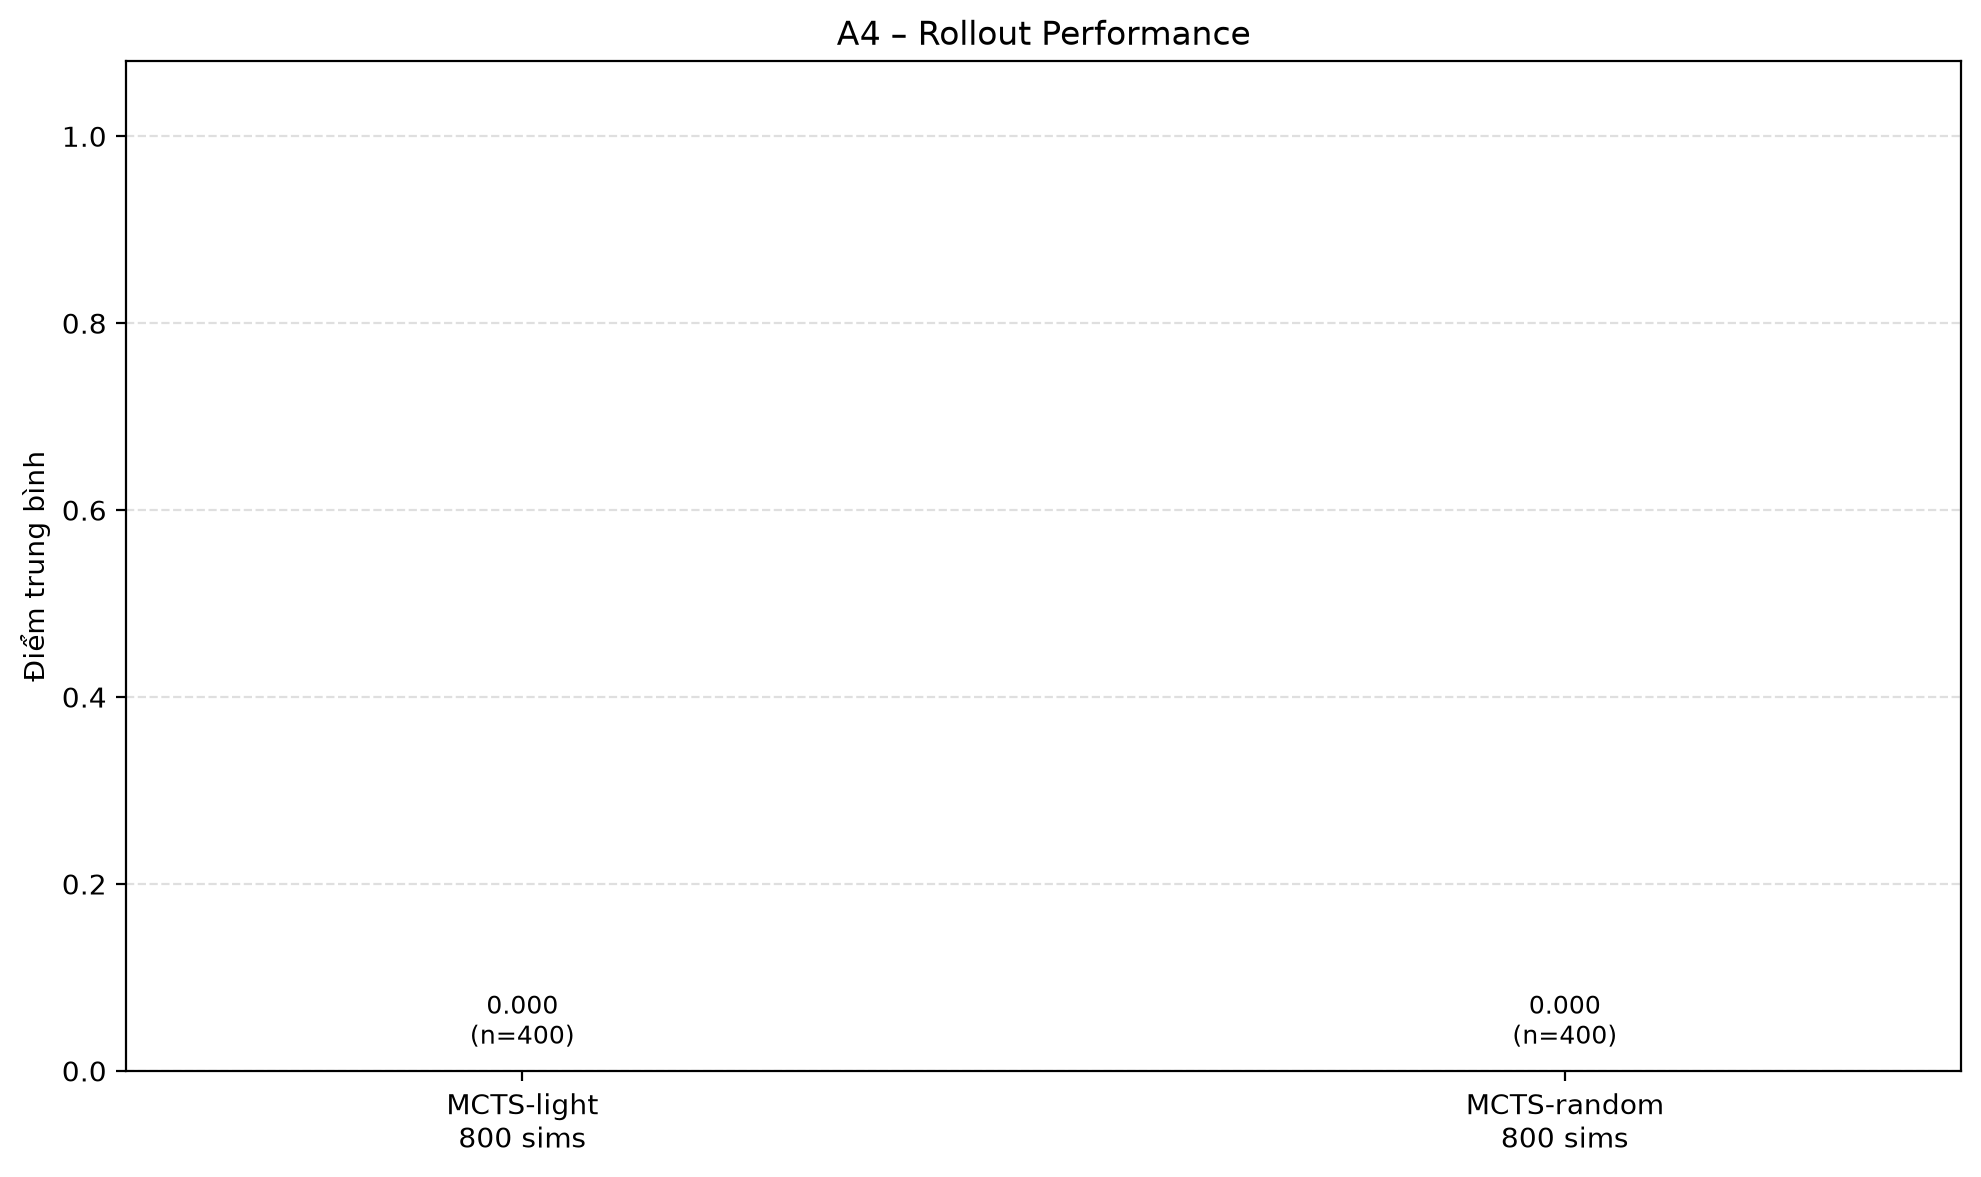 A4 – Rollout Performance
Điểm trung bình
1.0
0.8
0.6
0.4
0.2
0.0
0.000
(n=400)
0.000
(n=400)
MCTS-light
800 sims
MCTS-random
800 sims